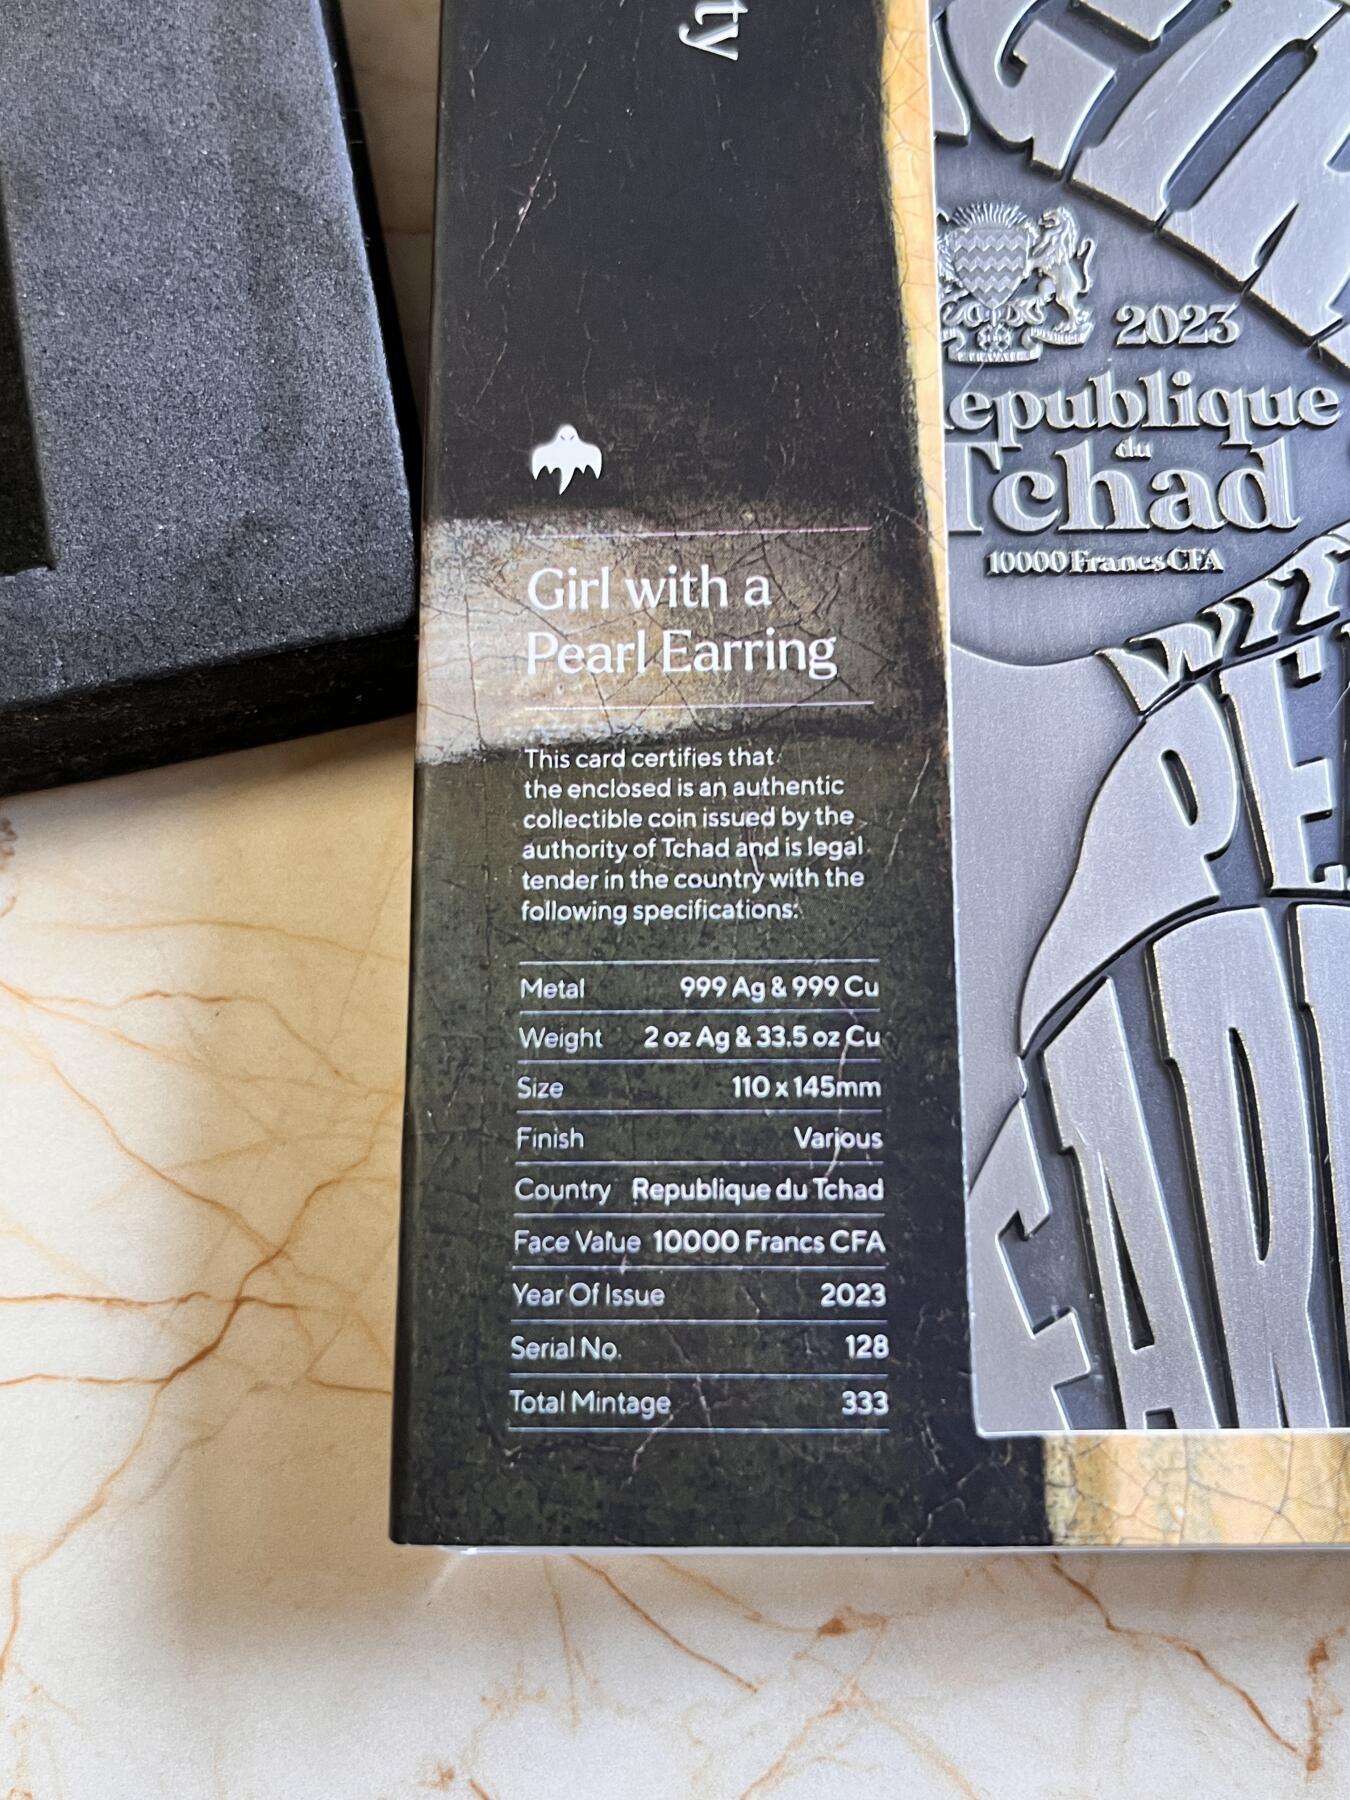 ty
Girl with a
Pearl Earring
This card certifies that
the enclosed is an authentic
collectible coin issued by the
authority of Tchad and is legal
tender in the country with the
following specifications:
Metal 999 Ag & 999 Cu
Weight 2 oz Ag & 33.5 oz Cu
Size 110 x 145mm
Finish Various
Country Republique du Tchad
Face Value 10000 Francs CFA
Year Of Issue 2023
Serial No. 128
Total Mintage 333
GIR
2023
epublique
du
Tchad
10000 Francs CFA
PE
EAR